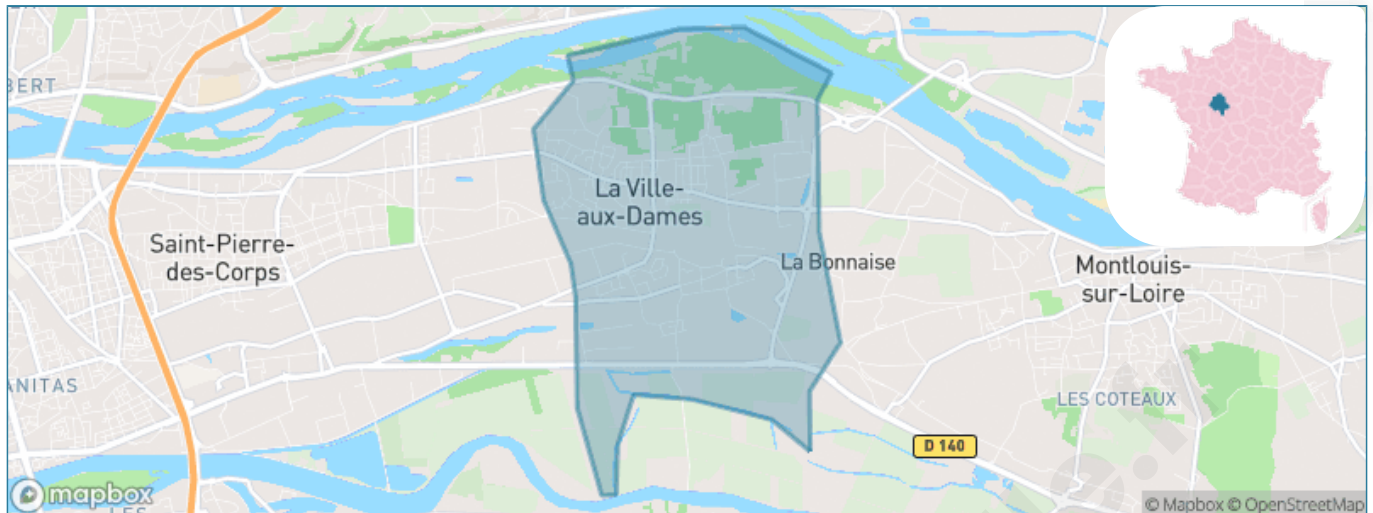 BERT
La Ville-
aux-Dames
Saint-Pierre-
des-Corps
La Bonnaise
Montlouis-
sur-Loire
ANITAS
LES COTEAUX
D 140
mapbox
LES
© Mapbox © OpenStreetMap